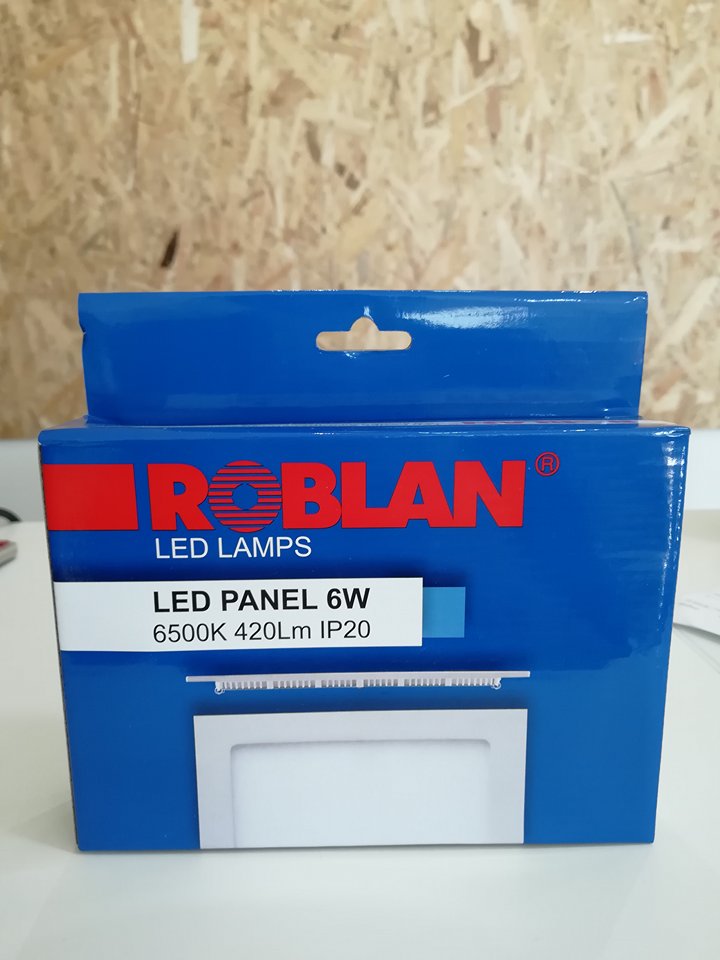 ROBLAN®
LED LAMPS
LED PANEL 6W
6500K 420Lm IP20